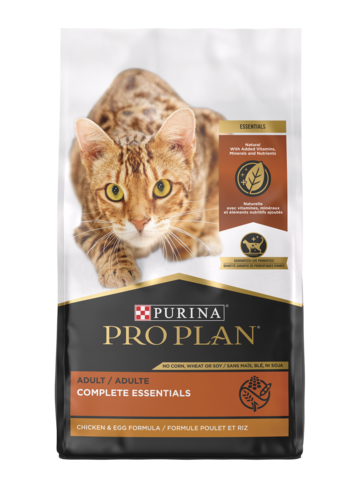 ESSENTIALS
Natural
With Added Vitamins,
Minerals and Nutrients
Naturelle
avec vitamines, minéraux
et éléments nutritifs ajoutés
PURINA
PRO PLAN
NO CORN, WHEAT OR SOY / SANS MAÏS, BLÉ, NI SOJA
ADULT / ADULTE
COMPLETE ESSENTIALS
CHICKEN & EGG FORMULA / FORMULE POULET ET RIZ